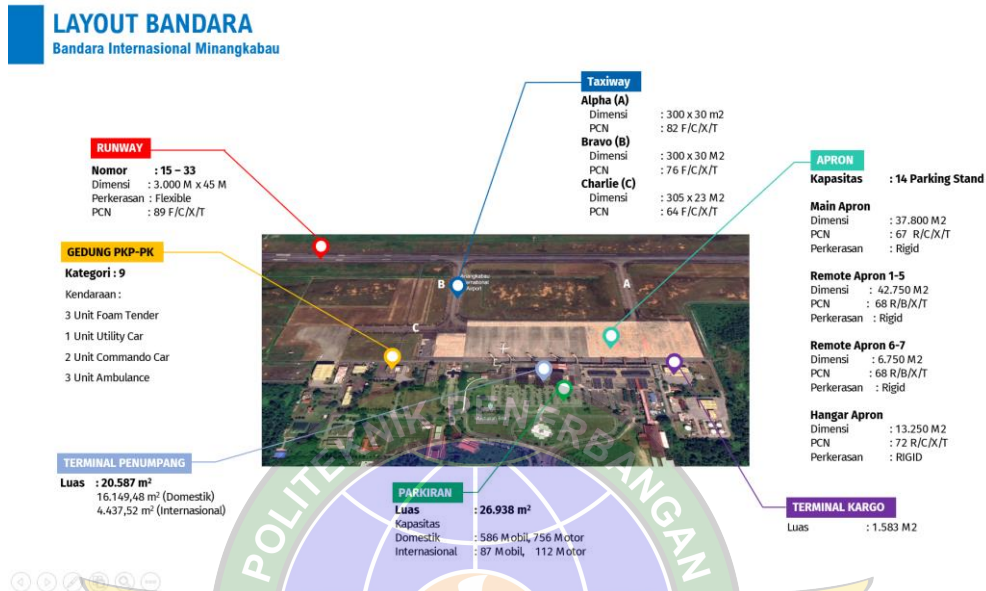 LAYOUT BANDARA
Bandara Internasional Minangkabau
RUNWAY
Nomor : 15 – 33
Dimensi : 3.000 M x 45 M
Perkerasan : Flexible
PCN : 89 F/C/X/T
GEDUNG PKP-PK
Kategori : 9
Kendaraan :
3 Unit Foam Tender
1 Unit Utility Car
2 Unit Commando Car
3 Unit Ambulance
TERMINAL PENUMPANG
Luas : 20.587 m²
16.149,48 m² (Domestik)
4.437,52 m² (Internasional)
Taxiway
Alpha (A)
Dimensi : 300 x 30 m2
PCN : 82 F/C/X/T
Bravo (B)
Dimensi : 300 x 30 M2
PCN : 76 F/C/X/T
Charlie (C)
Dimensi : 305 x 23 M2
PCN : 64 F/C/X/T
B
A
C
International
Airport
PARKIRAN
Luas : 26.938 m²
Kapasitas
Domestik : 586 Mobil, 756 Motor
Internasional : 87 Mobil, 112 Motor
APRON
Kapasitas : 14 Parking Stand
Main Apron
Dimensi : 37.800 M2
PCN : 67 R/C/X/T
Perkerasan : Rigid
Remote Apron 1-5
Dimensi : 42.750 M2
PCN : 68 R/B/X/T
Perkerasan : Rigid
Remote Apron 6-7
Dimensi : 6.750 M2
PCN : 68 R/B/X/T
Perkerasan : Rigid
Hangar Apron
Dimensi : 13.250 M2
PCN : 72 R/C/X/T
Perkerasan : RIGID
TERMINAL KARGO
Luas : 1.583 M2
POLITEKNIK PENERBANGAN